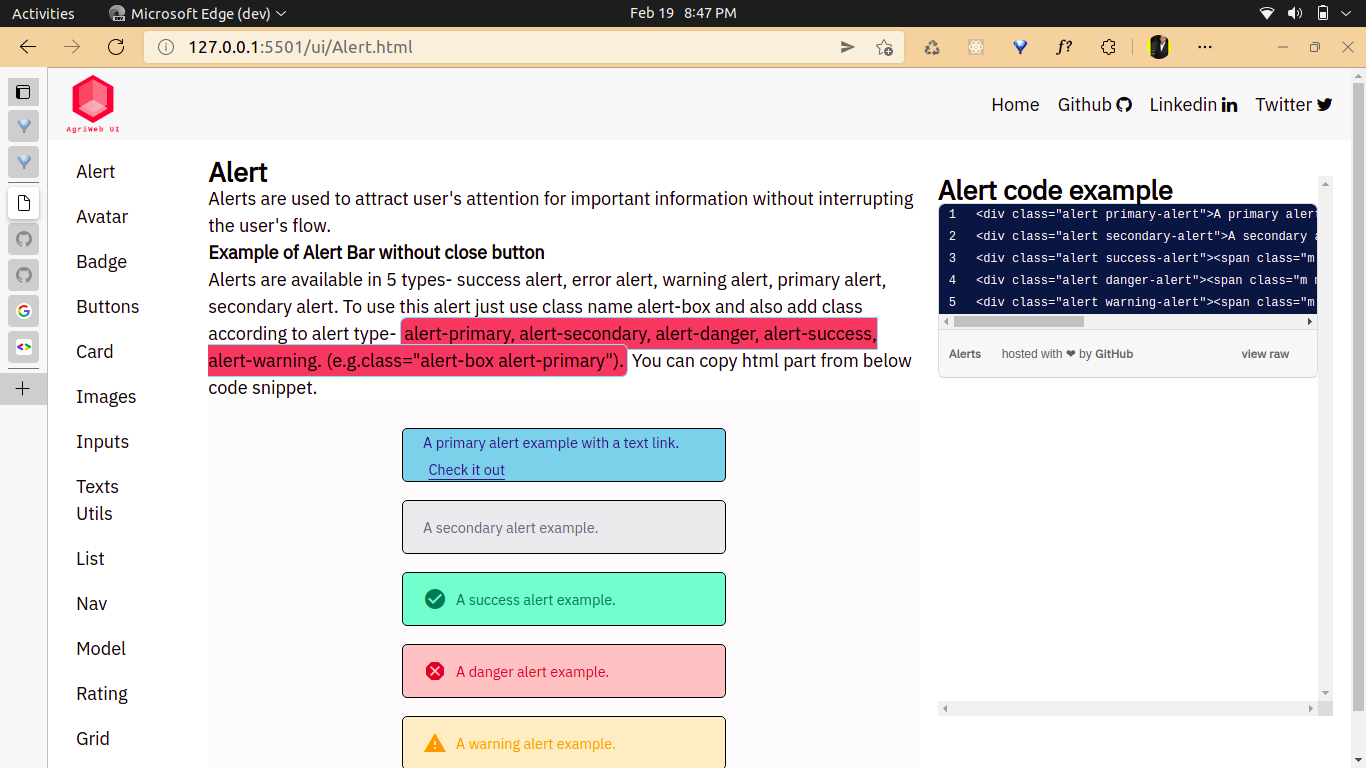 Activities
Microsoft Edge (dev)
Feb 19 8:47 PM
127.0.0.1:5501/ui/Alert.html
f?
AgriWeb UI
Home
Github
Linkedin
Twitter
Alert
Avatar
Badge
Buttons
Card
Images
Inputs
Texts
Utils
List
Nav
Model
Rating
Grid
Alert
Alerts are used to attract user's attention for important information without interrupting
the user's flow.
Example of Alert Bar without close button
Alerts are available in 5 types- success alert, error alert, warning alert, primary alert,
secondary alert. To use this alert just use class name alert-box and also add class
according to alert type- alert-primary, alert-secondary, alert-danger, alert-success,
alert-warning. (e.g.class="alert-box alert-primary"). You can copy html part from below
code snippet.
A primary alert example with a text link.
Check it out
A secondary alert example.
A success alert example.
A danger alert example.
A warning alert example.
Alert code example
1 <div class="alert primary-alert">A primary alert
2 <div class="alert secondary-alert">A secondary a
3 <div class="alert success-alert"><span class="m
4 <div class="alert danger-alert"><span class="m m
5 <div class="alert warning-alert"><span class="m
Alerts hosted with ❤ by GitHub view raw